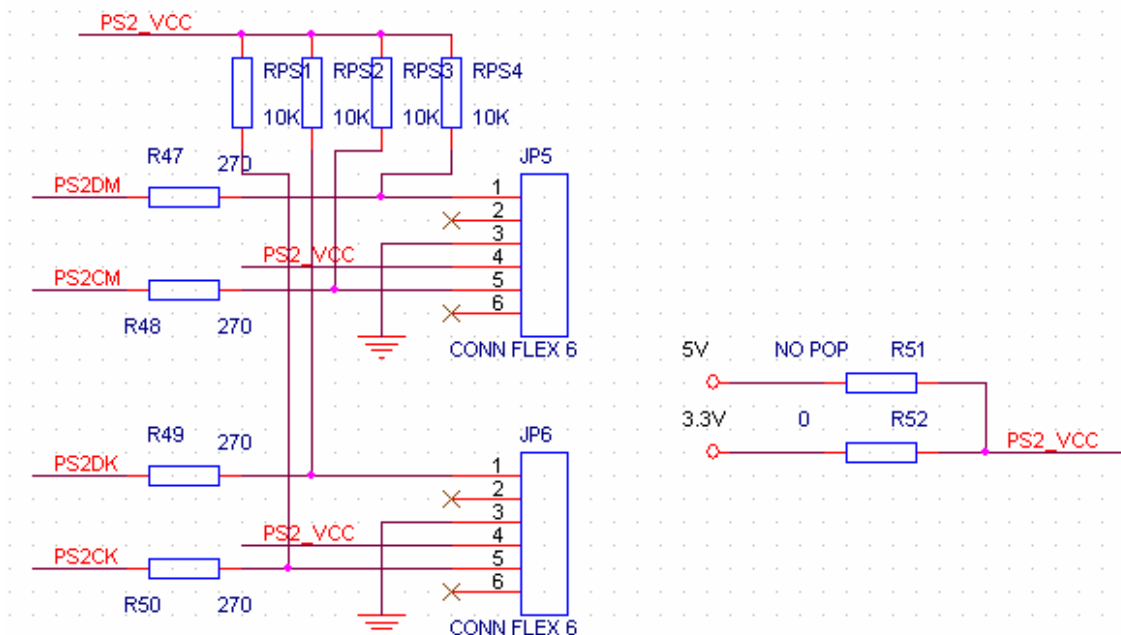 PS2_VCC
RPS1 RPS2 RPS3 RPS4
10K 10K 10K 10K
R47 270 JP5
PS2DM
1
2
3
PS2_VCC 4
PS2CM 5
6
R48 270
CONN FLEX 6
5V NO POP R51
3.3V 0 R52
PS2_VCC
R49 270 JP6
PS2DK 1
2
3
PS2_VCC 4
PS2CK 5
6
R50 270
CONN FLEX 6